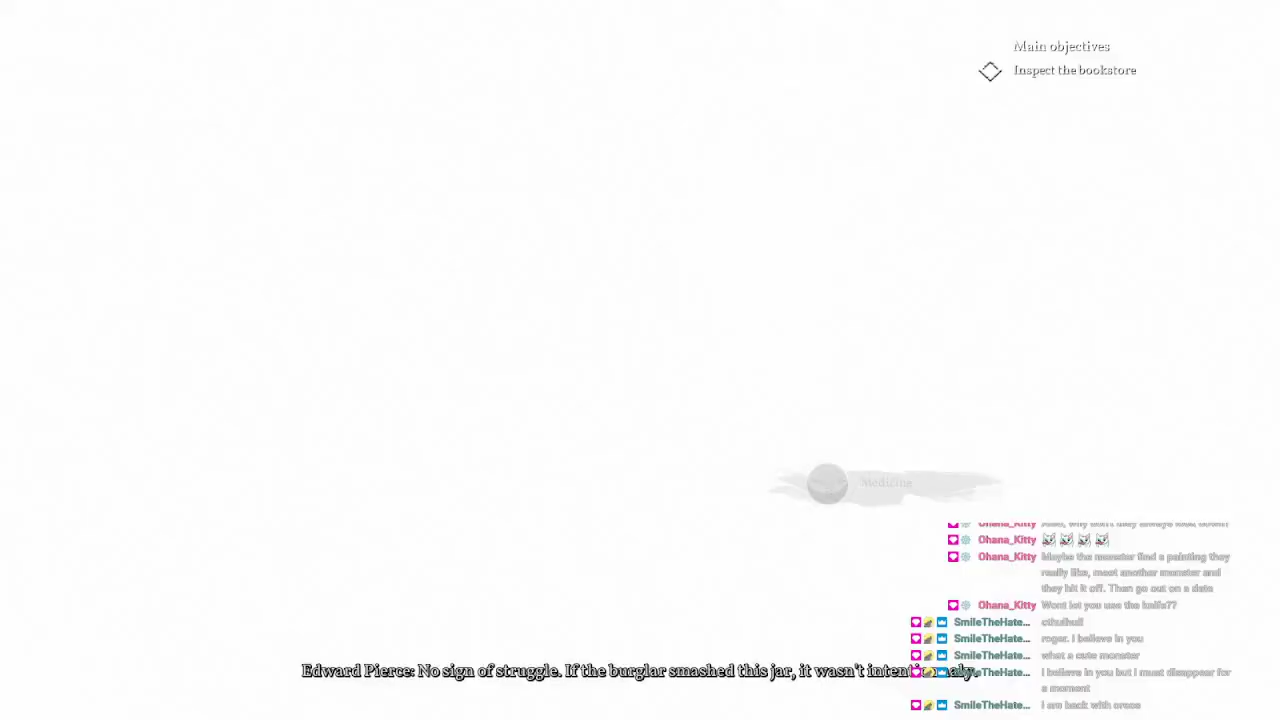 Main objectives
Inspect the bookstore
Medicine
Ohana_Kitty
Ohana_Kitty
Ohana_Kitty Maybe the monster find a painting they
really like, meet another monster and
they hit it off. Then go out on a date
Ohana_Kitty Wont let you use the knife??
SmileTheHate... cthulhu!!
SmileTheHate... roger. I believe in you
SmileTheHate... what a cute monster
SmileTheHate... I believe in you but I must disappear for
a moment
SmileTheHate... I am back with oreos
Edward Pierce: No sign of struggle. If the burglar smashed this jar, it wasn't